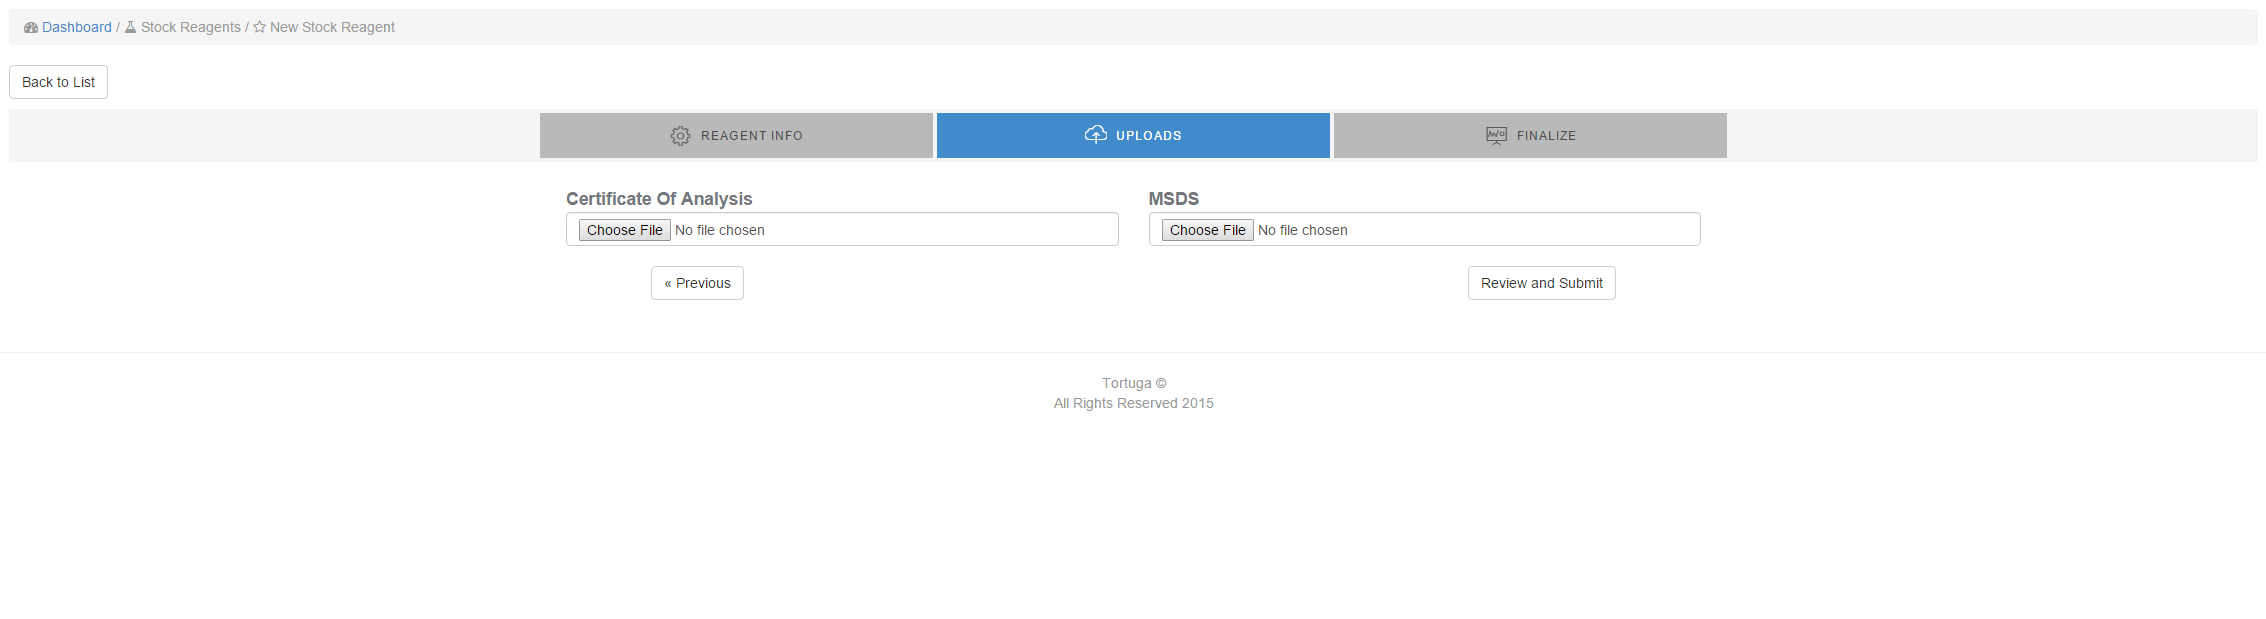 Dashboard / Stock Reagents / New Stock Reagent
Back to List
REAGENT INFO UPLOADS FINALIZE
Certificate Of Analysis MSDS
Choose File No file chosen Choose File No file chosen
« Previous Review and Submit
Tortuga ©
All Rights Reserved 2015